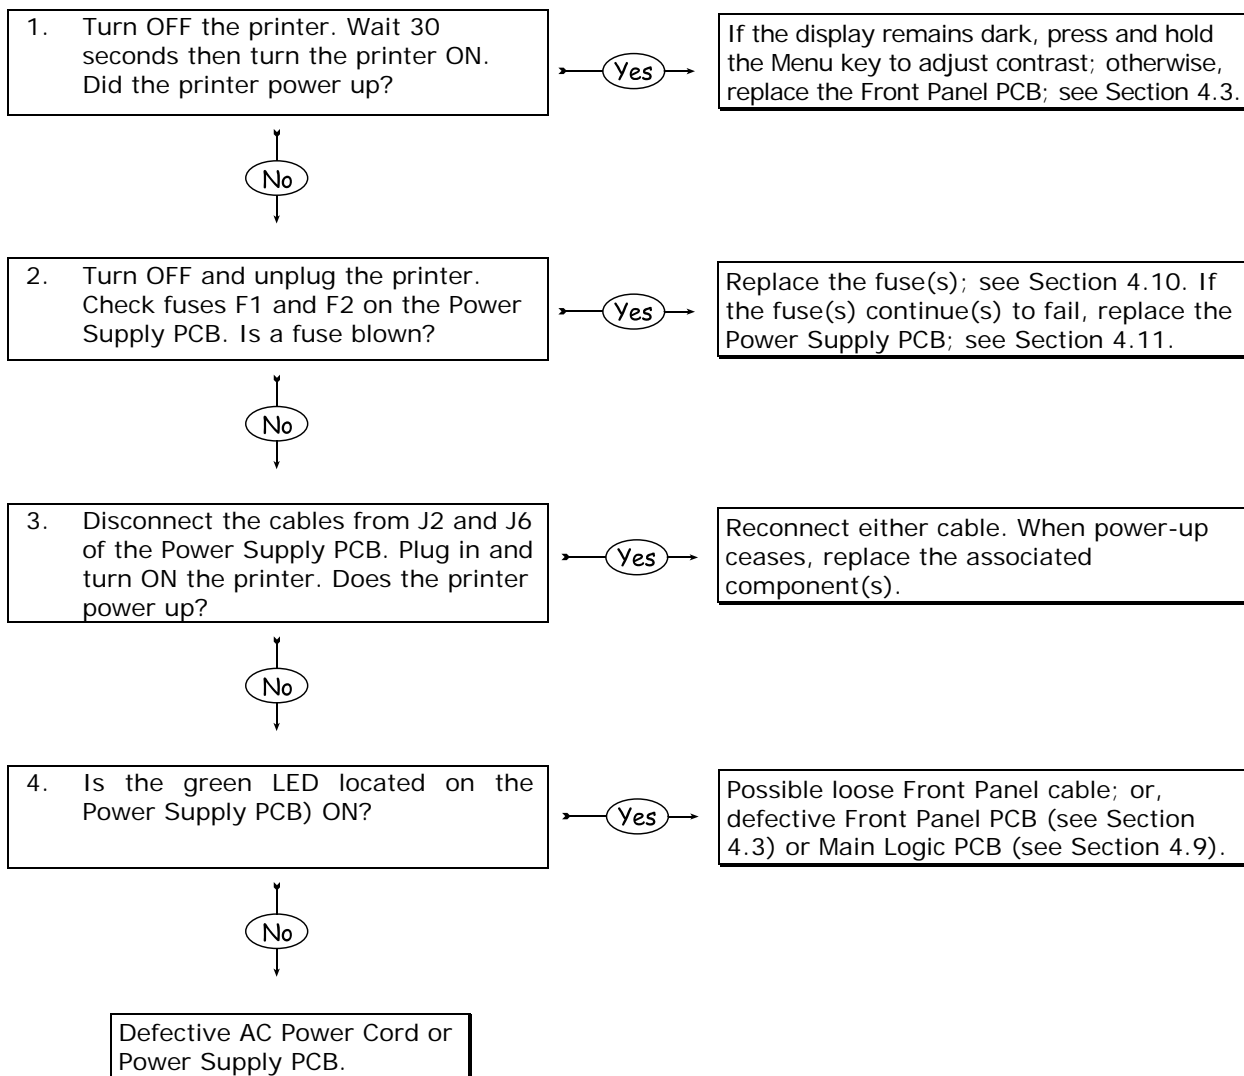 1. Turn OFF the printer. Wait 30
seconds then turn the printer ON.
Did the printer power up?
Yes
If the display remains dark, press and hold
the Menu key to adjust contrast; otherwise,
replace the Front Panel PCB; see Section 4.3.
No
2. Turn OFF and unplug the printer.
Check fuses F1 and F2 on the Power
Supply PCB. Is a fuse blown?
Yes
Replace the fuse(s); see Section 4.10. If
the fuse(s) continue(s) to fail, replace the
Power Supply PCB; see Section 4.11.
No
3. Disconnect the cables from J2 and J6
of the Power Supply PCB. Plug in and
turn ON the printer. Does the printer
power up?
Yes
Reconnect either cable. When power-up
ceases, replace the associated
component(s).
No
4. Is the green LED located on the
Power Supply PCB) ON?
Yes
Possible loose Front Panel cable; or,
defective Front Panel PCB (see Section
4.3) or Main Logic PCB (see Section 4.9).
No
Defective AC Power Cord or
Power Supply PCB.